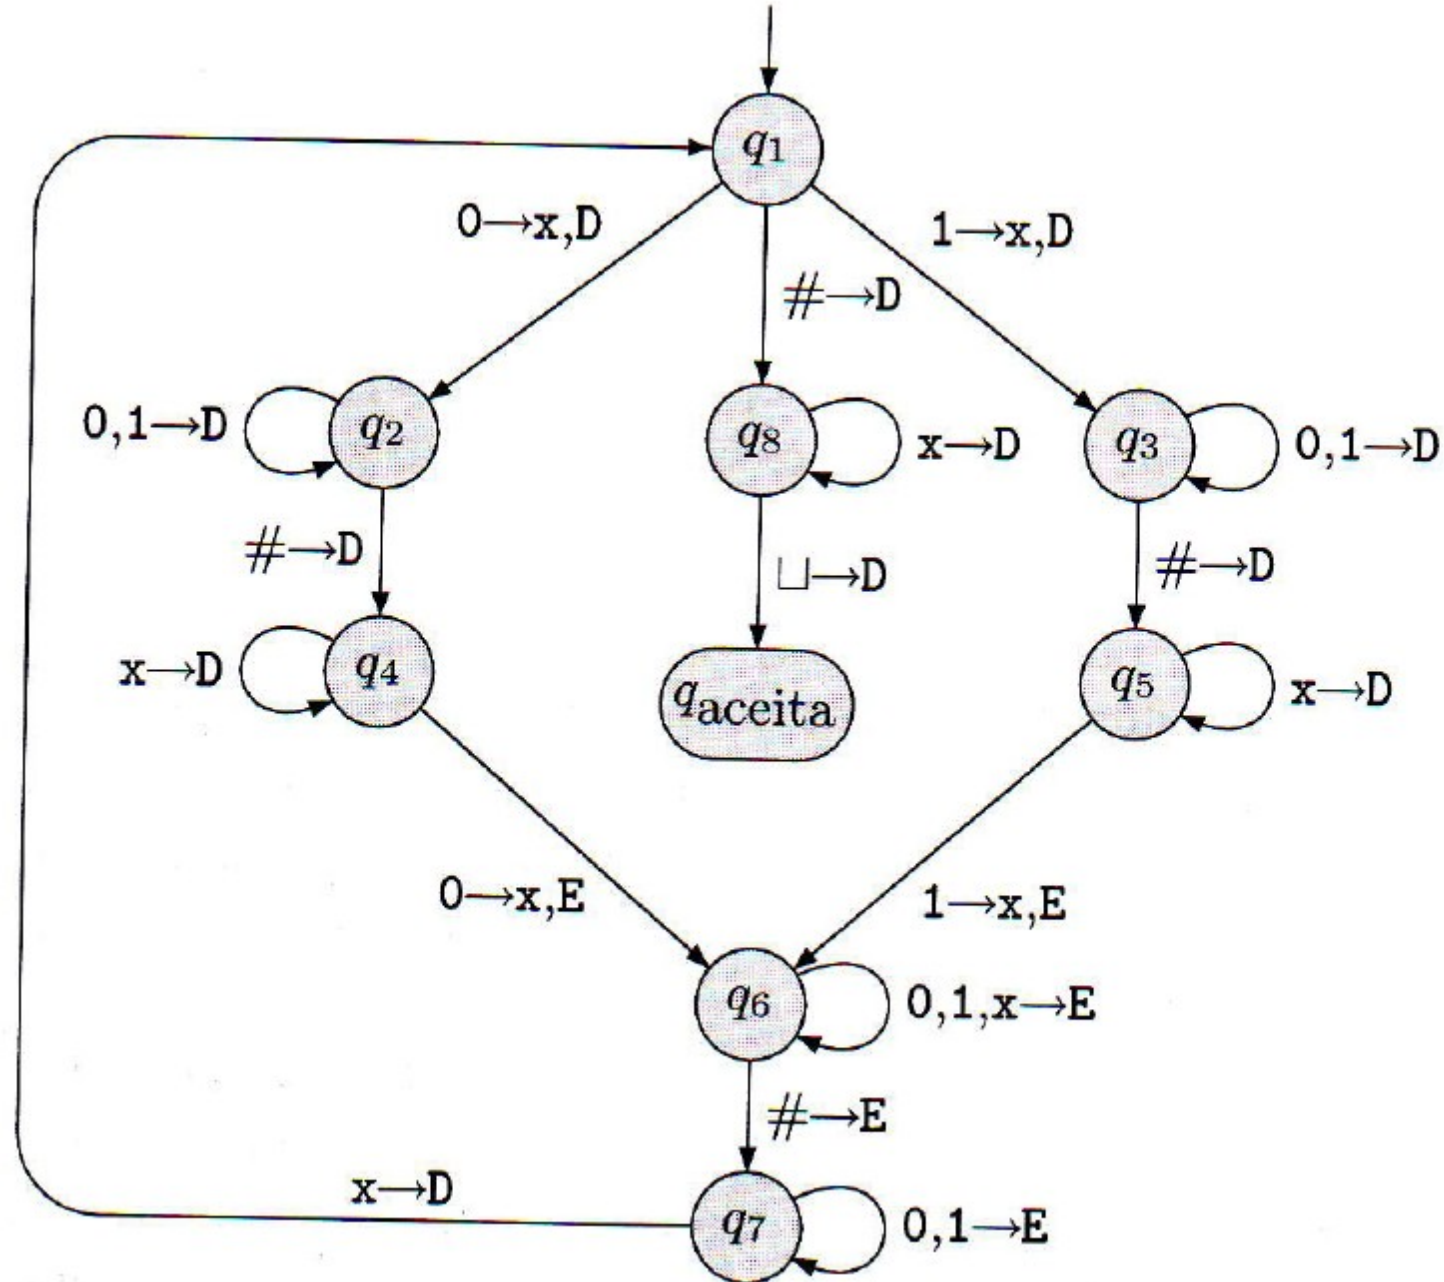 q1
0→x,D
1→x,D
#→D
0,1→D
q2
q8
x→D
q3
0,1→D
#→D
⊔→D
#→D
x→D
q4
qaceita
q5
x→D
0→x,E
1→x,E
q6
0,1,x→E
#→E
x→D
q7
0,1→E